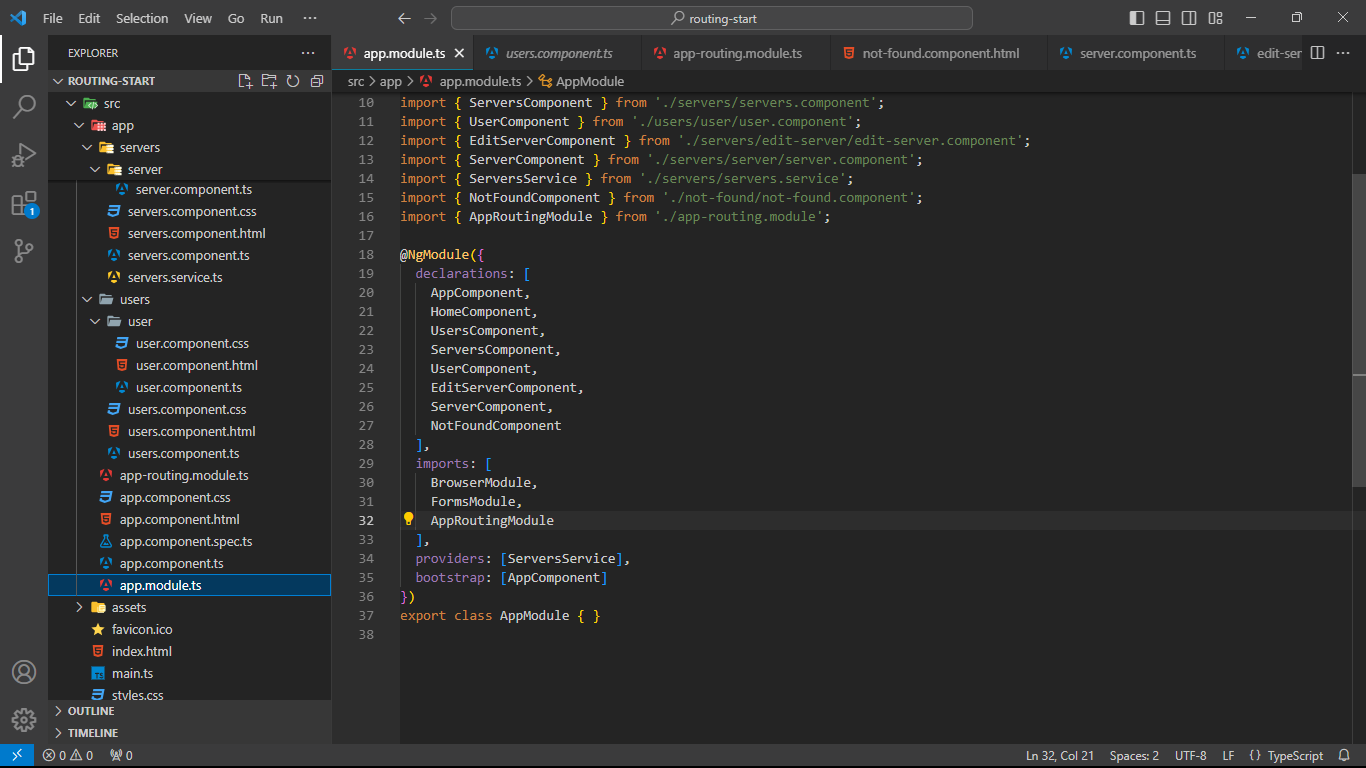 File Edit Selection View Go Run ···
routing-start
EXPLORER ···
ROUTING-START
src
app
servers
server
server.component.ts
servers.component.css
servers.component.html
servers.component.ts
servers.service.ts
users
user
user.component.css
user.component.html
user.component.ts
users.component.css
users.component.html
users.component.ts
app-routing.module.ts
app.component.css
app.component.html
app.component.spec.ts
app.component.ts
app.module.ts
assets
favicon.ico
index.html
TS main.ts
styles.css
OUTLINE
TIMELINE
1
app.module.ts users.component.ts app-routing.module.ts not-found.component.html server.component.ts edit-ser ···
src > app > app.module.ts > AppModule
10 import { ServersComponent } from './servers/servers.component';
11 import { UserComponent } from './users/user/user.component';
12 import { EditServerComponent } from './servers/edit-server/edit-server.component';
13 import { ServerComponent } from './servers/server/server.component';
14 import { ServersService } from './servers/servers.service';
15 import { NotFoundComponent } from './not-found/not-found.component';
16 import { AppRoutingModule } from './app-routing.module';
17
18 @NgModule({
19 declarations: [
20 AppComponent,
21 HomeComponent,
22 UsersComponent,
23 ServersComponent,
24 UserComponent,
25 EditServerComponent,
26 ServerComponent,
27 NotFoundComponent
28 ],
29 imports: [
30 BrowserModule,
31 FormsModule,
32 AppRoutingModule
33 ],
34 providers: [ServersService],
35 bootstrap: [AppComponent]
36 })
37 export class AppModule { }
38
0 0 0 Ln 32, Col 21 Spaces: 2 UTF-8 LF {} TypeScript